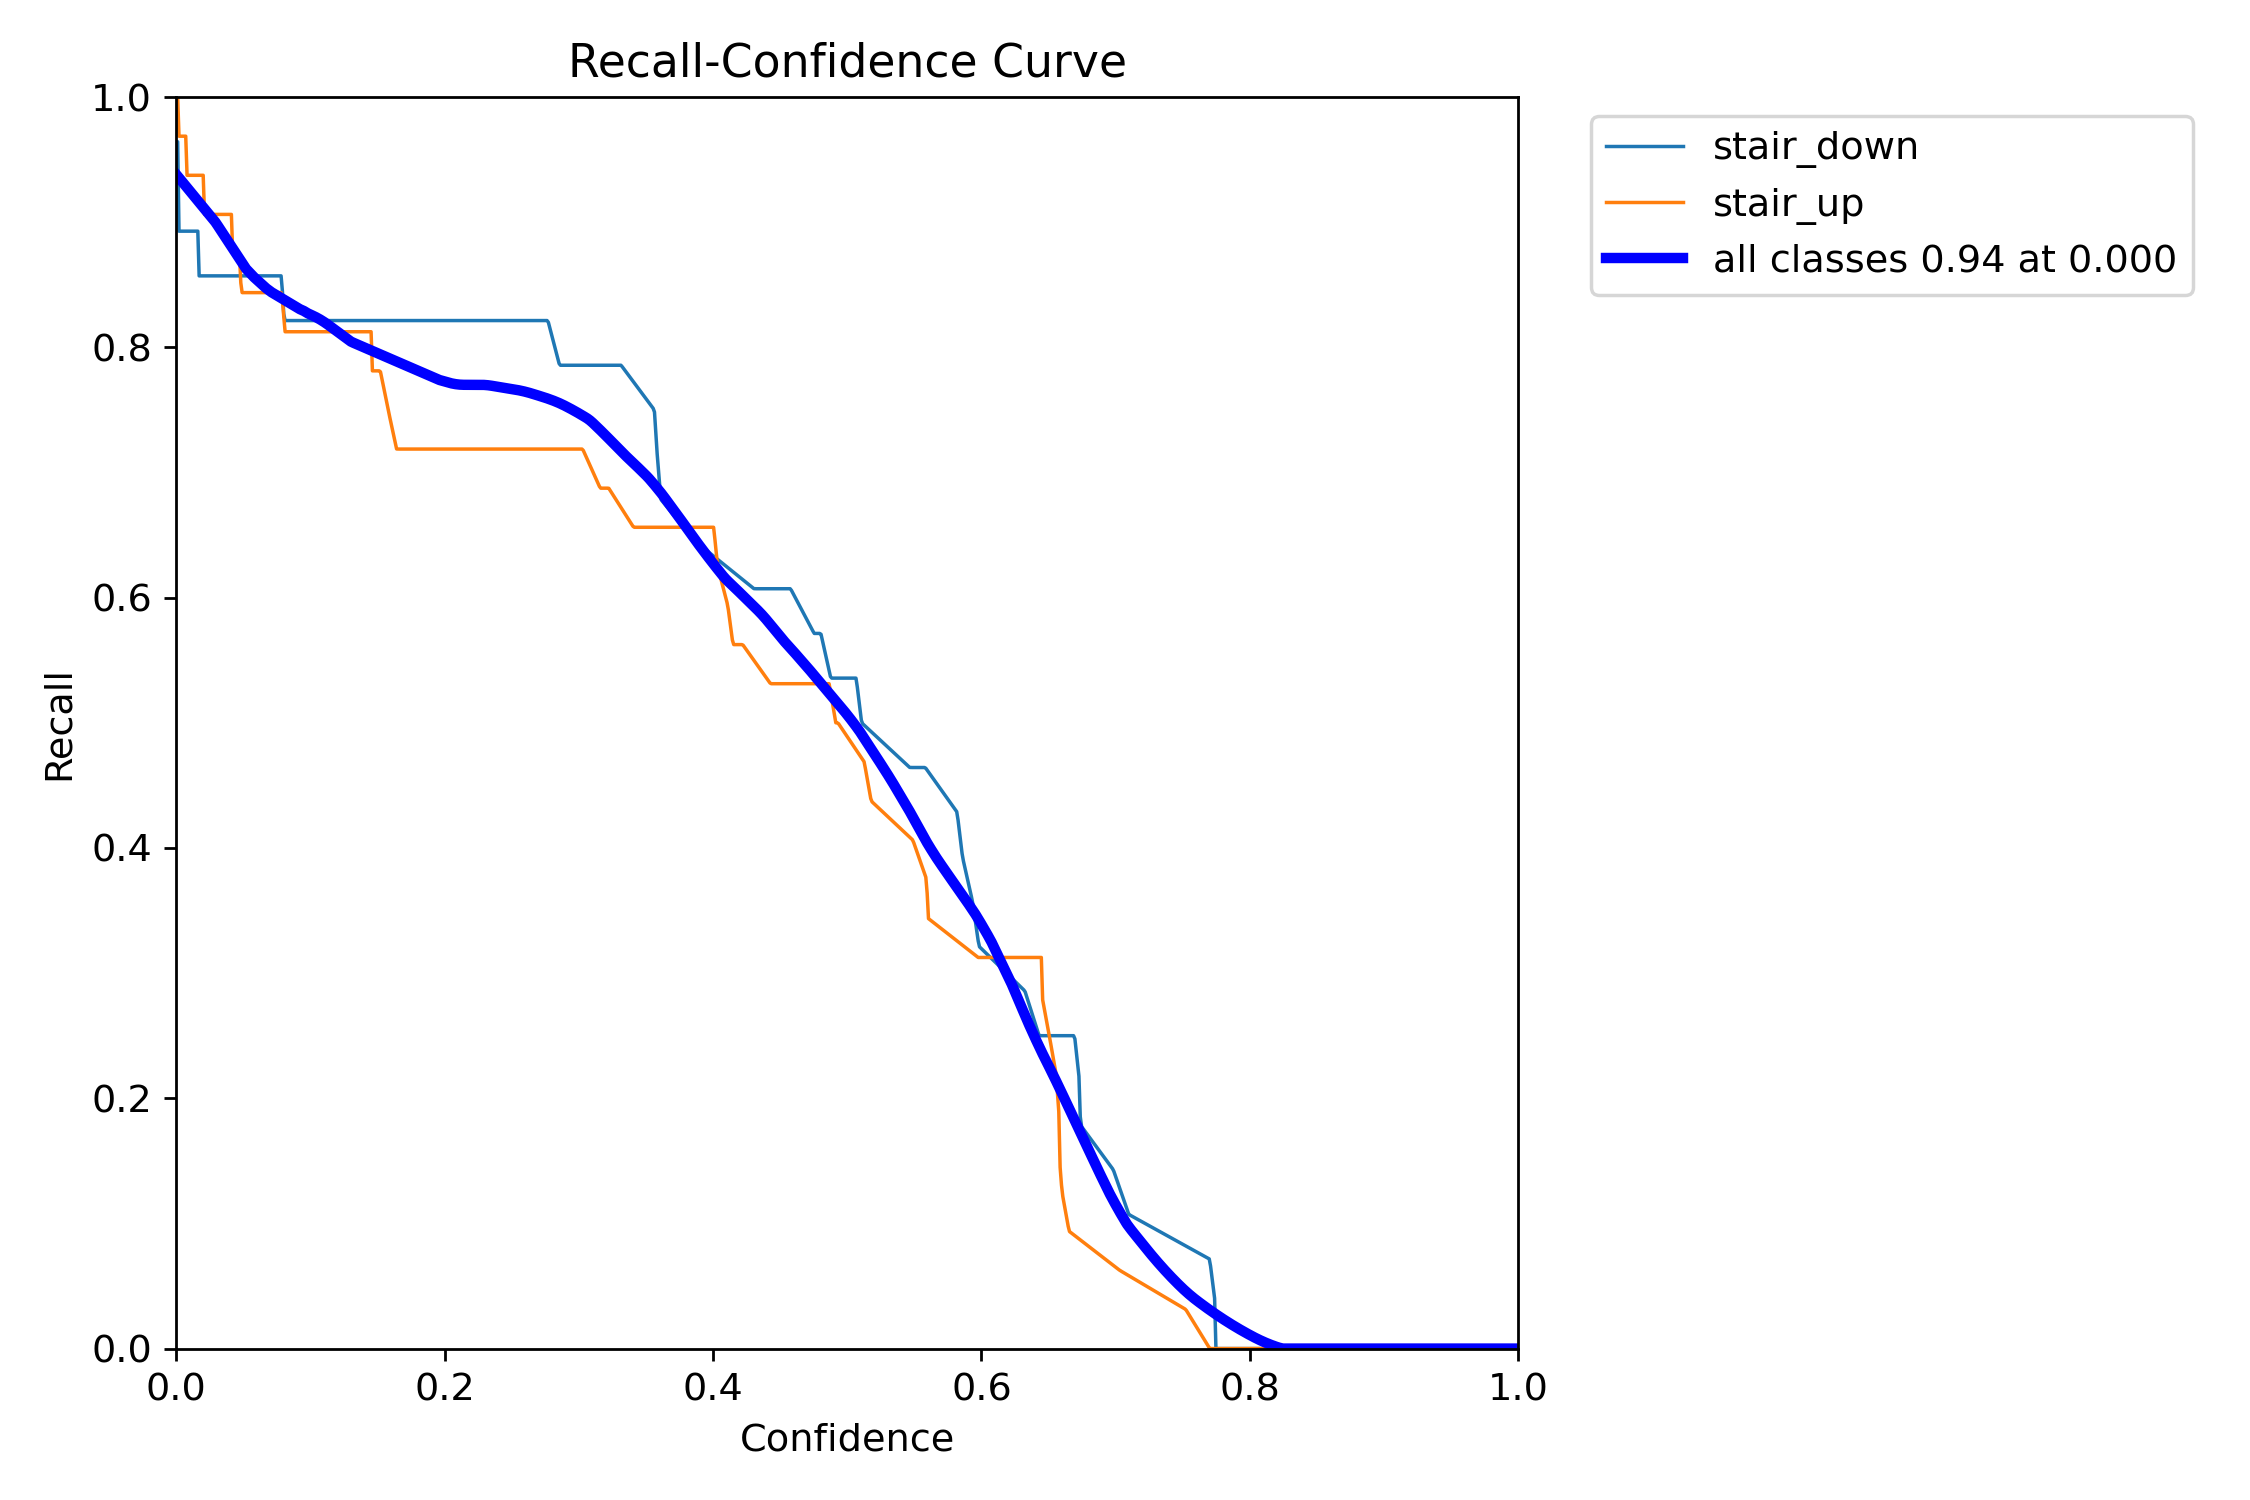 Recall-Confidence Curve
1.0
0.8
0.6
0.4
0.2
0.0
Recall
0.0 0.2 0.4 0.6 0.8 1.0
Confidence
stair_down
stair_up
all classes 0.94 at 0.000